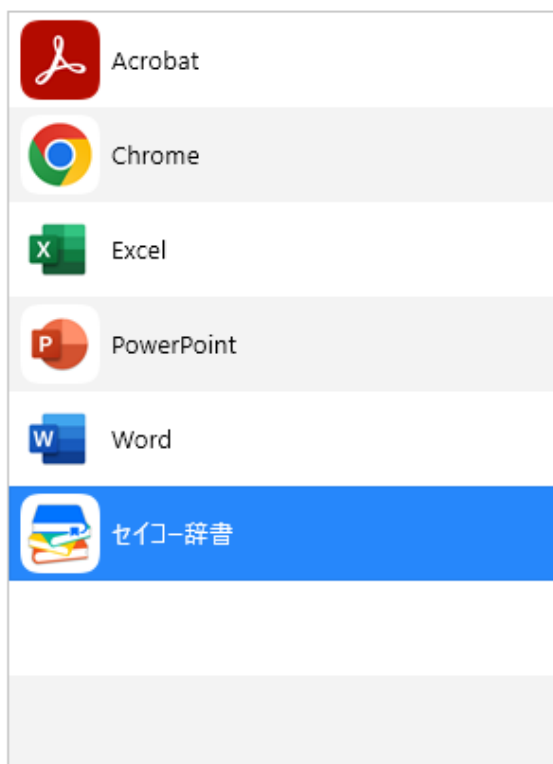 Acrobat
Chrome
X
Excel
P
PowerPoint
W
Word
セイコー辞書